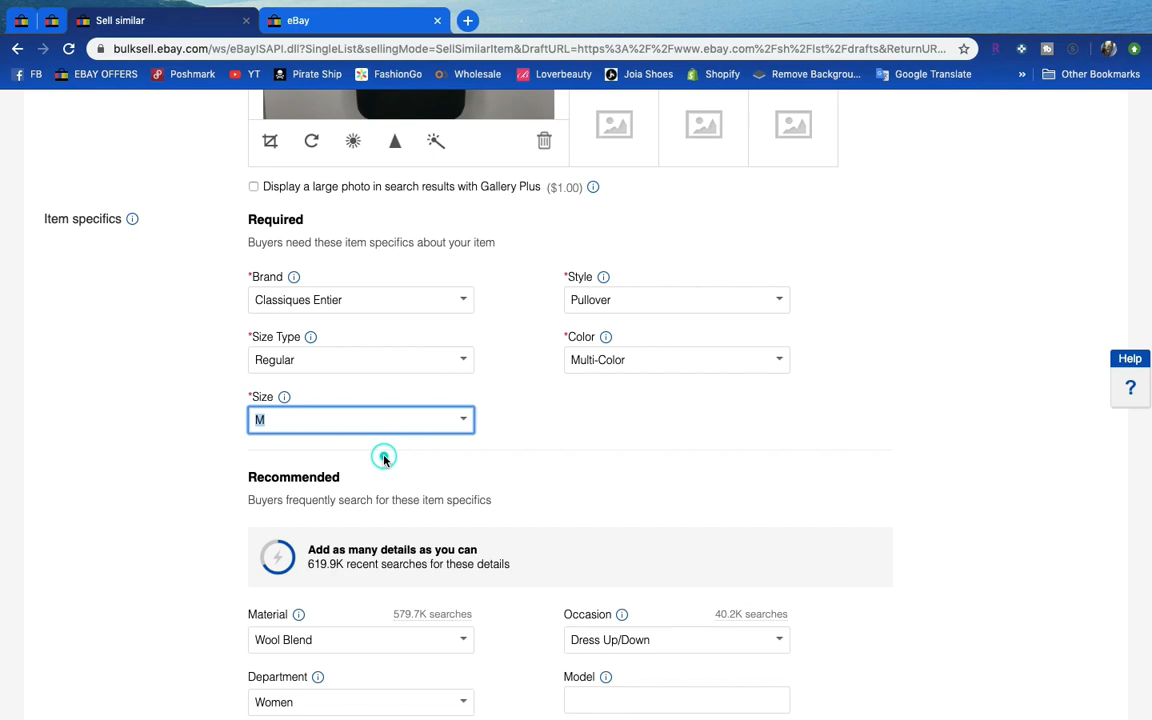 Sell similar
eBay
bulksell.ebay.com/ws/eBayISAPI.dll?SingleList&sellingMode=SellSimilarItem&DraftURL=https%3A%2F%2Fwww.ebay.com%2Fsh%2Flst%2Fdrafts&ReturnUR...
FB EBAY OFFERS Poshmark YT Pirate Ship FashionGo Wholesale Loverbeauty Joia Shoes Shopify Remove Backgrou... Google Translate » Other Bookmarks
Display a large photo in search results with Gallery Plus ($1.00)
Item specifics
Required
Buyers need these item specifics about your item
*Brand
*Style
Classiques Entier
Pullover
*Size Type
*Color
Regular
Multi-Color
Help
?
*Size
M
Recommended
Buyers frequently search for these item specifics
Add as many details as you can
619.9K recent searches for these details
Material 579.7K searches
Occasion 40.2K searches
Wool Blend
Dress Up/Down
Department
Model
Women